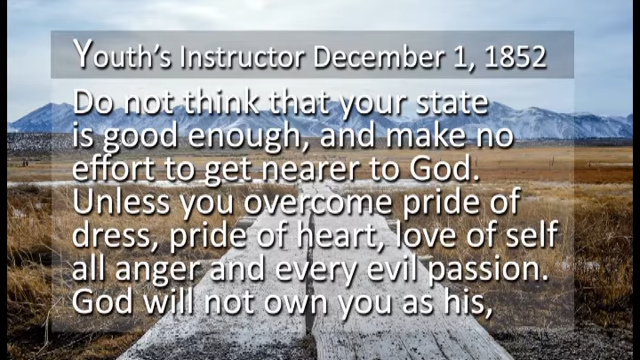 Youth's Instructor December 1, 1852
Do not think that your state
is good enough, and make no
effort to get nearer to God.
Unless you overcome pride of
dress, pride of heart, love of self
all anger and every evil passion.
God will not own you as his,